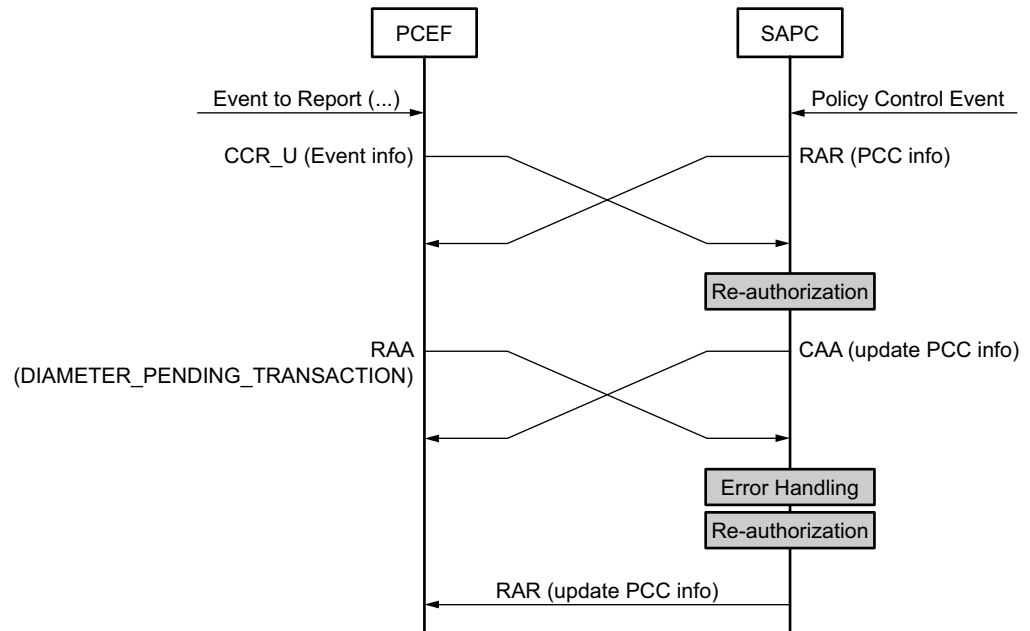 PCEF
SAPC
Event to Report (...)
Policy Control Event
CCR_U (Event info)
RAR (PCC info)
Re-authorization
RAA
(DIAMETER_PENDING_TRANSACTION)
CAA (update PCC info)
Error Handling
Re-authorization
RAR (update PCC info)